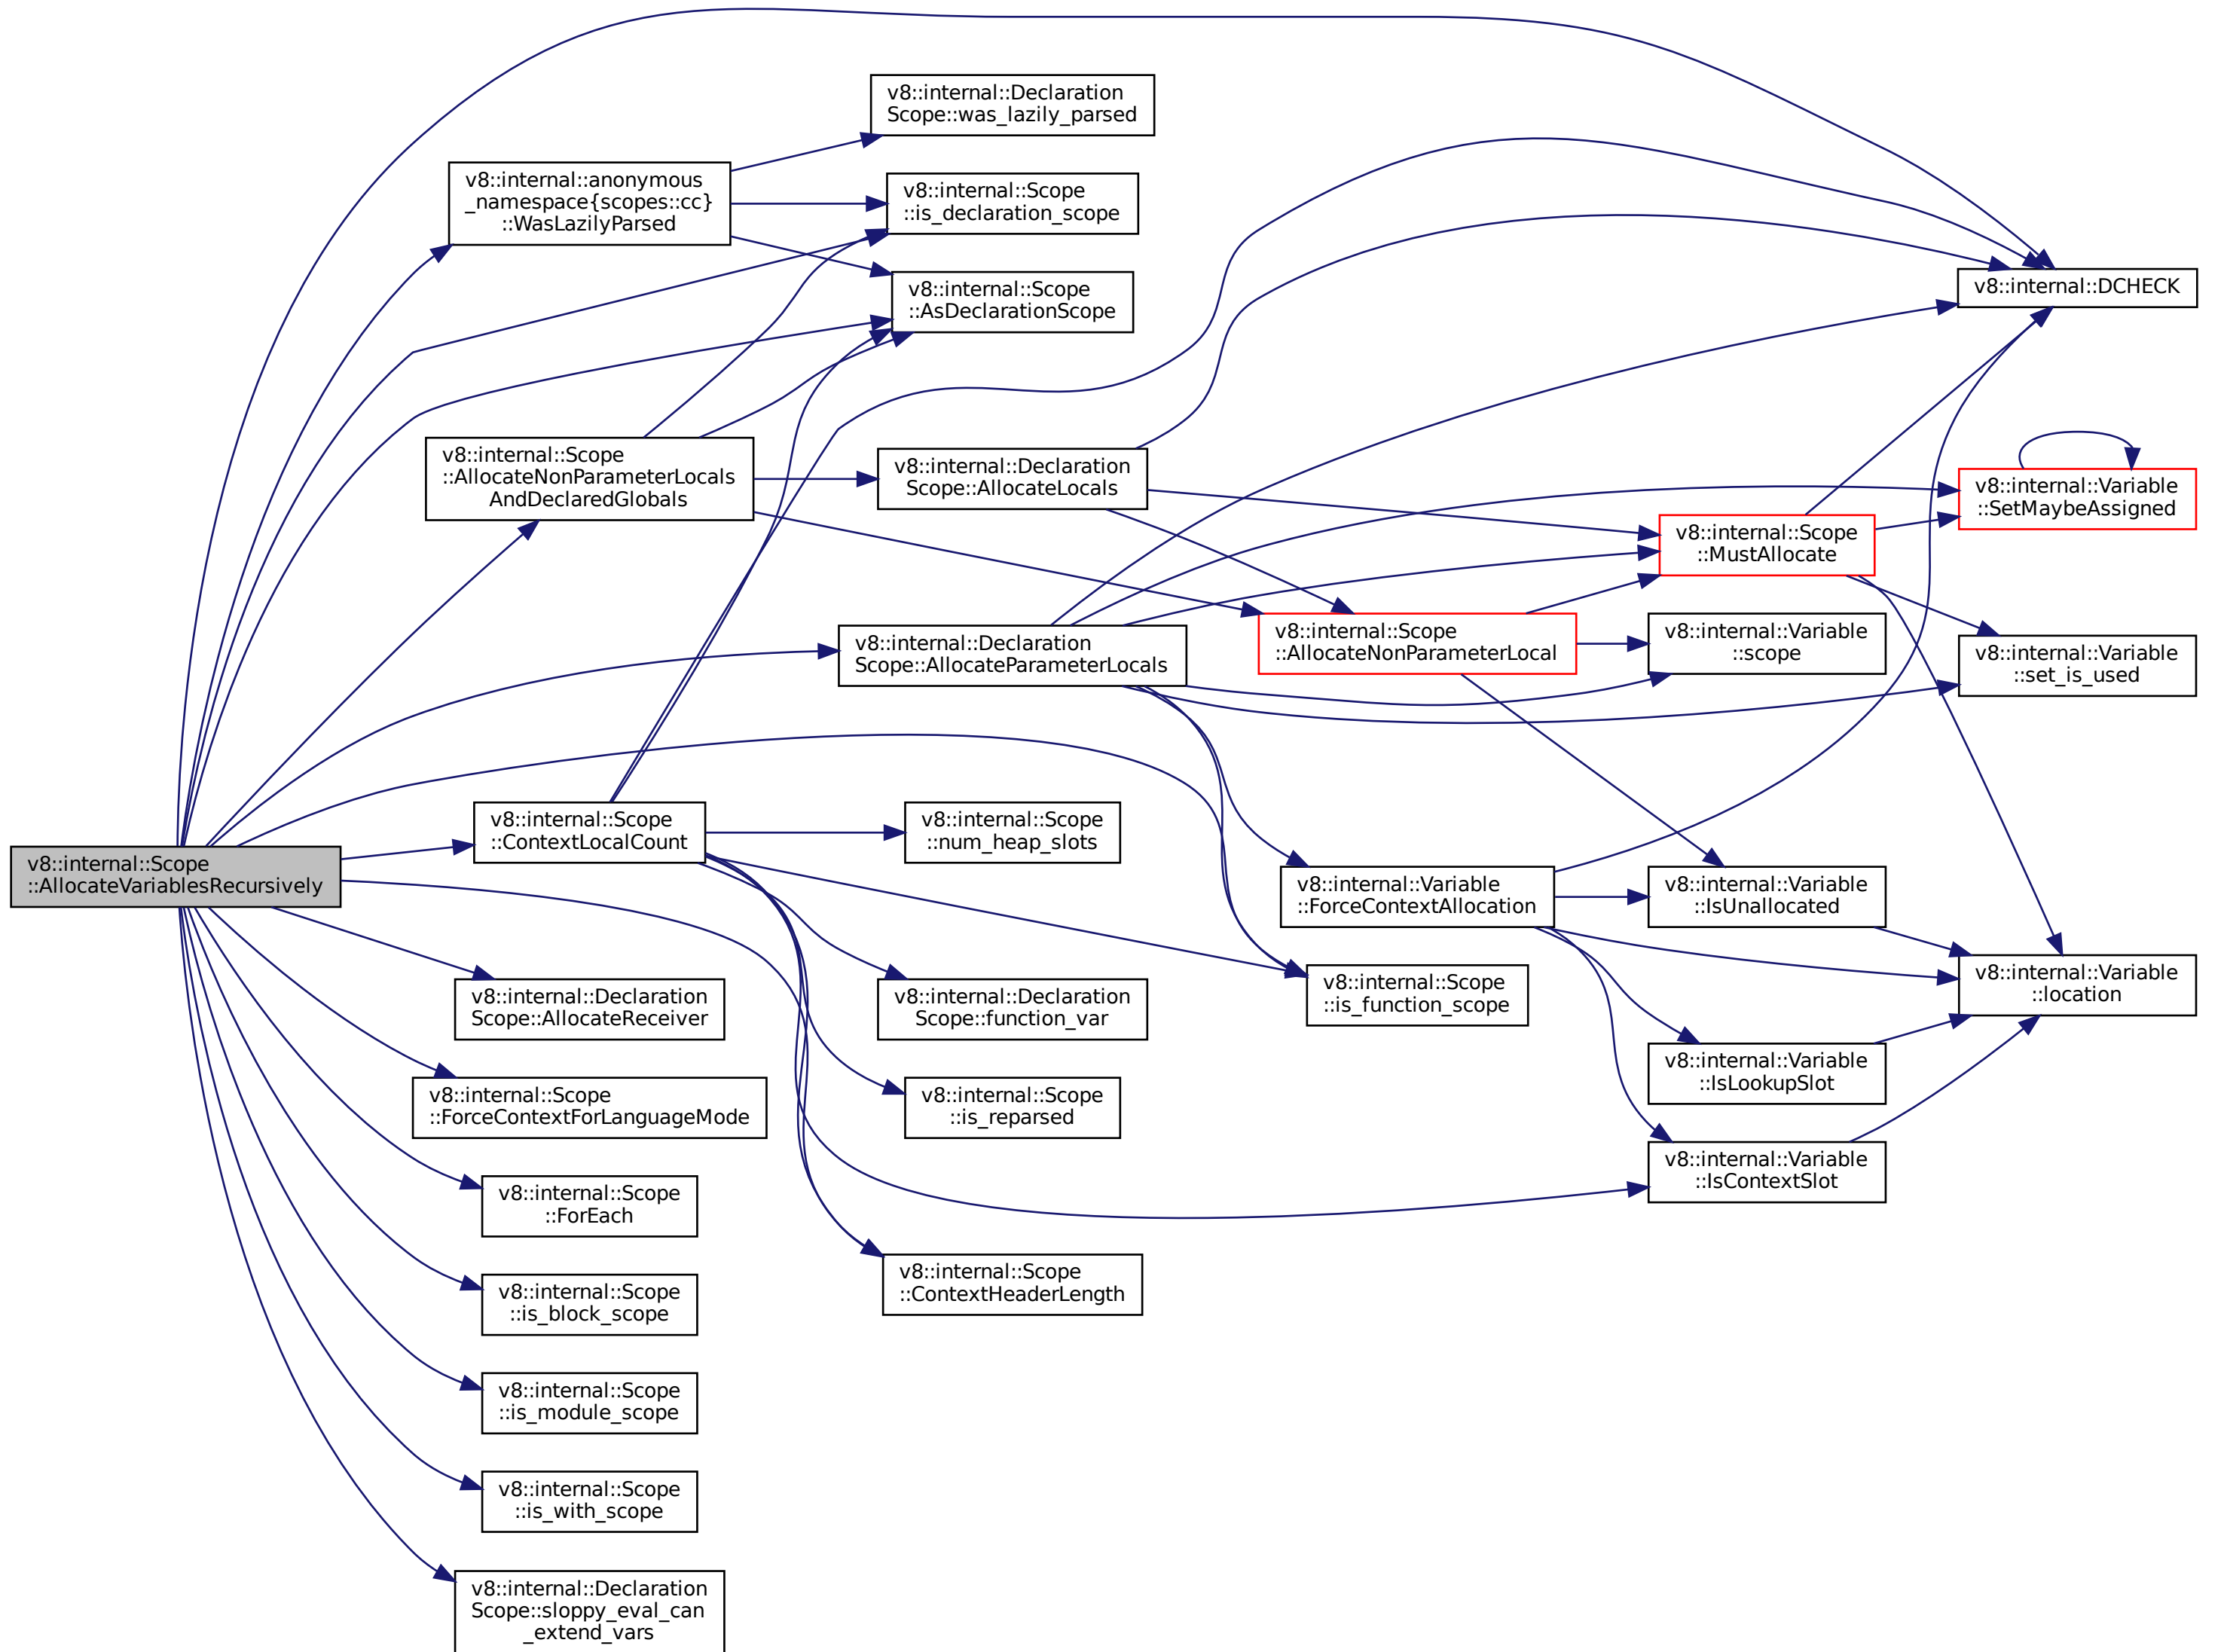 v8::internal::Scope
::AllocateVariablesRecursively
v8::internal::anonymous
_namespace{scopes::cc}
::WasLazilyParsed
v8::internal::Scope
::AllocateNonParameterLocals
AndDeclaredGlobals
v8::internal::Scope
::ContextLocalCount
v8::internal::Declaration
Scope::AllocateReceiver
v8::internal::Scope
::ForceContextForLanguageMode
v8::internal::Scope
::ForEach
v8::internal::Scope
::is_block_scope
v8::internal::Scope
::is_module_scope
v8::internal::Scope
::is_with_scope
v8::internal::Declaration
Scope::sloppy_eval_can
_extend_vars
v8::internal::Declaration
Scope::was_lazily_parsed
v8::internal::Scope
::is_declaration_scope
v8::internal::Scope
::AsDeclarationScope
v8::internal::Declaration
Scope::AllocateLocals
v8::internal::Declaration
Scope::AllocateParameterLocals
v8::internal::Scope
::num_heap_slots
v8::internal::Declaration
Scope::function_var
v8::internal::Scope
::is_reparsed
v8::internal::Scope
::ContextHeaderLength
v8::internal::Scope
::AllocateNonParameterLocal
v8::internal::Variable
::ForceContextAllocation
v8::internal::Scope
::is_function_scope
v8::internal::Scope
::MustAllocate
v8::internal::Variable
::scope
v8::internal::Variable
::IsUnallocated
v8::internal::Variable
::IsLookupSlot
v8::internal::Variable
::IsContextSlot
v8::internal::DCHECK
v8::internal::Variable
::SetMaybeAssigned
v8::internal::Variable
::set_is_used
v8::internal::Variable
::location